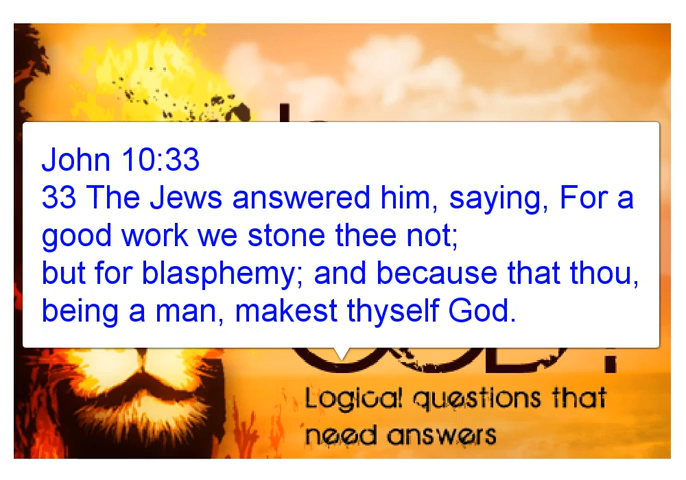 John 10:33
33 The Jews answered him, saying, For a
good work we stone thee not;
but for blasphemy; and because that thou,
being a man, makest thyself God.
Logical questions that
need answers